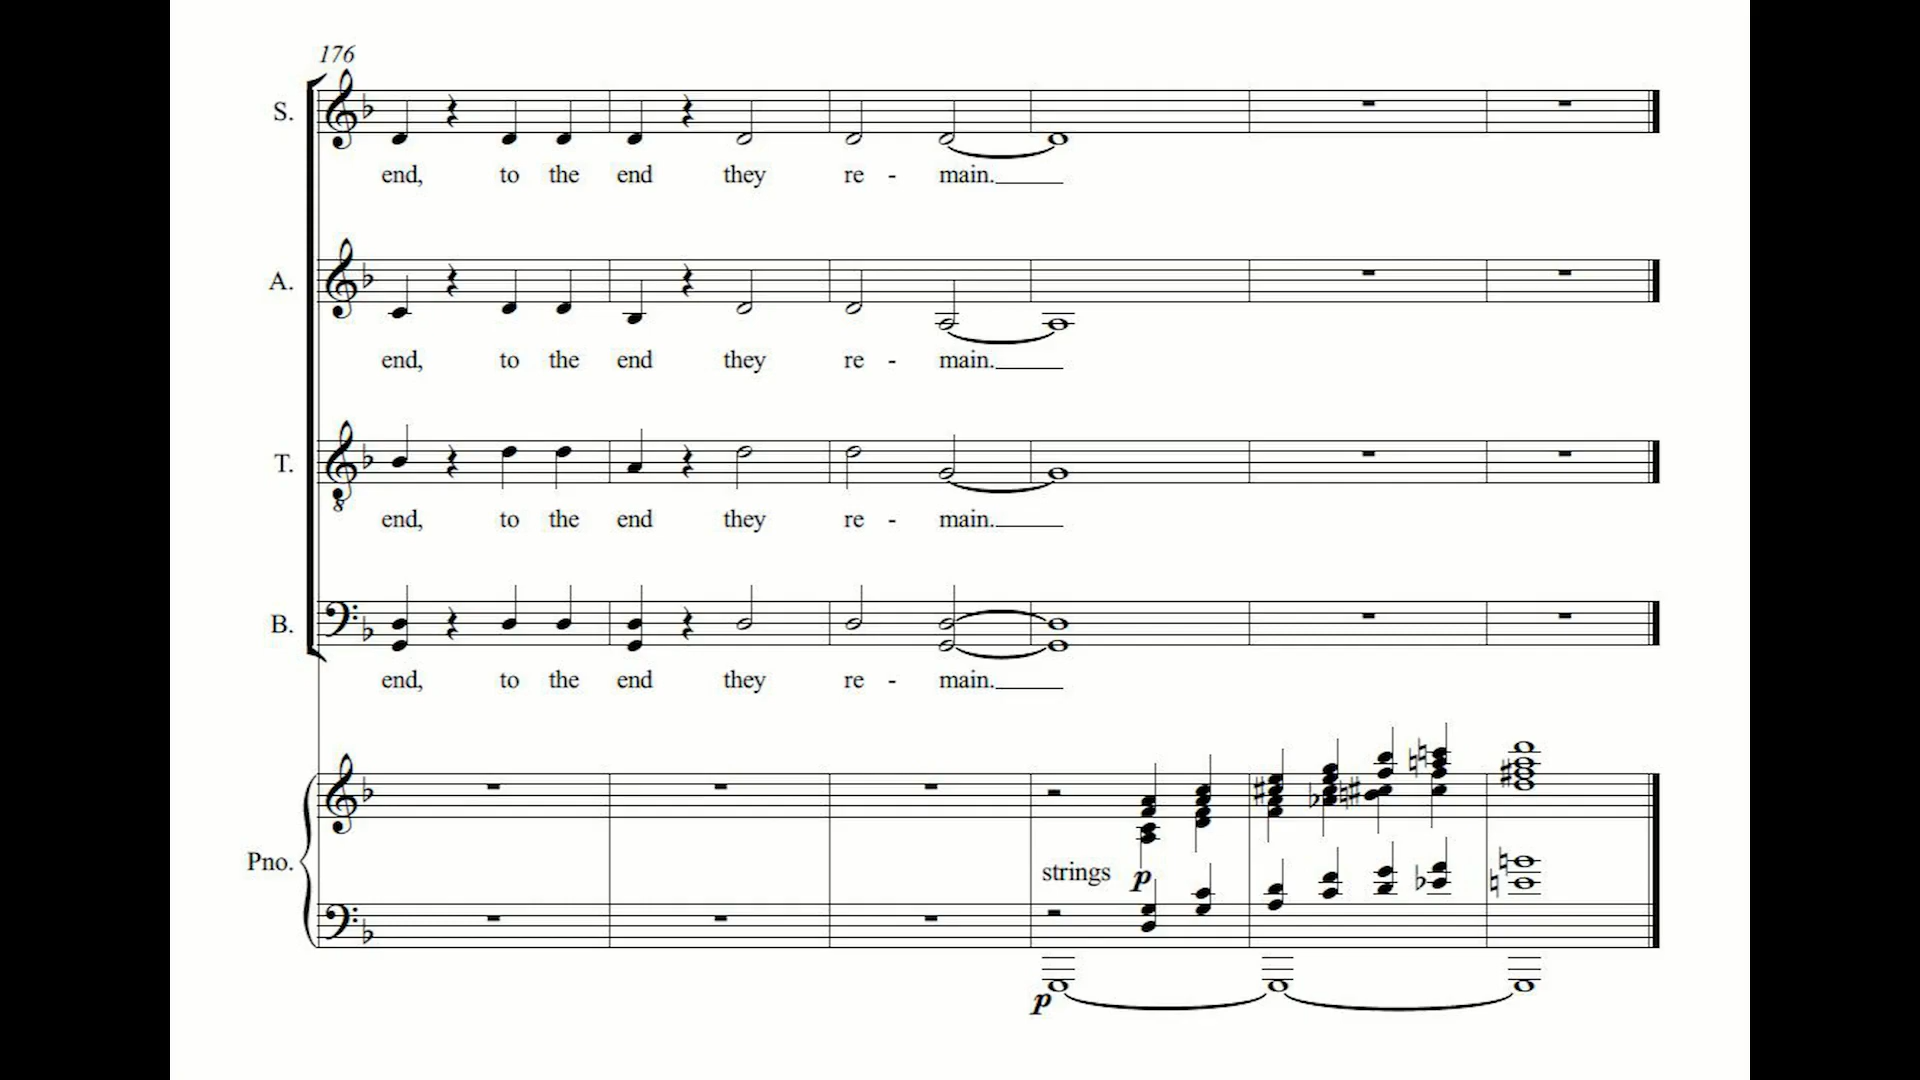 176
S.
end, to the end they re - main.
A.
end, to the end they re - main.
T.
8
end, to the end they re - main.
B.
end, to the end they re - main.
Pno.
strings p
p